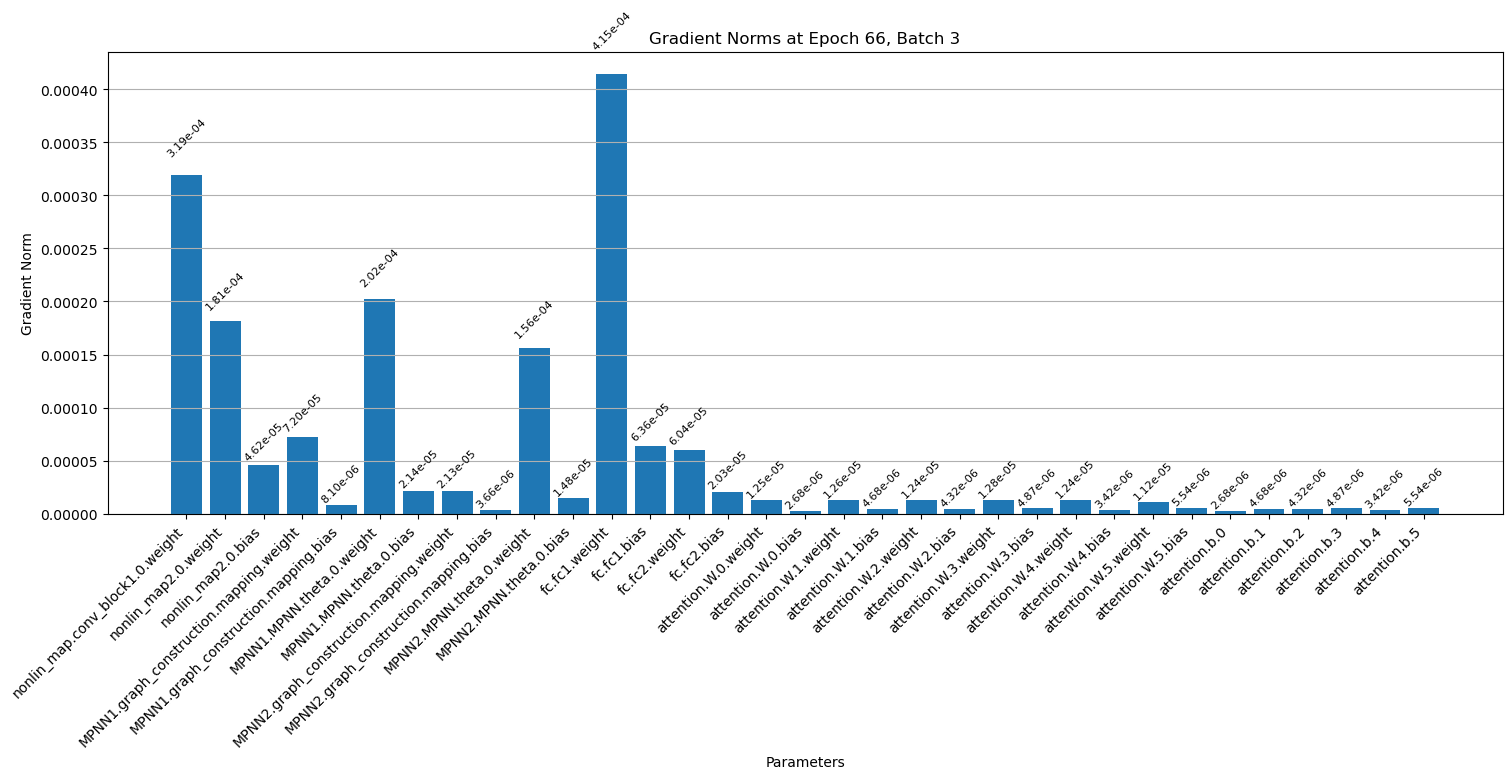 Gradient Norms at Epoch 66, Batch 3
Gradient Norm
0.00040
0.00035
0.00030
0.00025
0.00020
0.00015
0.00010
0.00005
0.00000
3.19e-04
1.81e-04
4.62e-05
7.20e-05
8.10e-06
2.02e-04
2.14e-05
2.13e-05
3.66e-06
1.56e-04
1.48e-05
4.15e-04
6.36e-05
6.04e-05
2.03e-05
1.25e-05
2.68e-06
1.26e-05
4.68e-06
1.24e-05
4.32e-06
1.28e-05
4.87e-06
1.24e-05
3.42e-06
1.12e-05
5.54e-06
2.68e-06
4.68e-06
4.32e-06
4.87e-06
3.42e-06
5.54e-06
nonlin_map.conv_block1.0.weight
nonlin_map2.0.weight
nonlin_map2.0.bias
MPNN1.graph_construction.mapping.weight
MPNN1.graph_construction.mapping.bias
MPNN1.MPNN.theta.0.weight
MPNN1.MPNN.theta.0.bias
MPNN2.graph_construction.mapping.weight
MPNN2.graph_construction.mapping.bias
MPNN2.MPNN.theta.0.weight
MPNN2.MPNN.theta.0.bias
fc.fc1.weight
fc.fc1.bias
fc.fc2.weight
fc.fc2.bias
attention.W.0.weight
attention.W.0.bias
attention.W.1.weight
attention.W.1.bias
attention.W.2.weight
attention.W.2.bias
attention.W.3.weight
attention.W.3.bias
attention.W.4.weight
attention.W.4.bias
attention.W.5.weight
attention.W.5.bias
attention.b.0
attention.b.1
attention.b.2
attention.b.3
attention.b.4
attention.b.5
Parameters